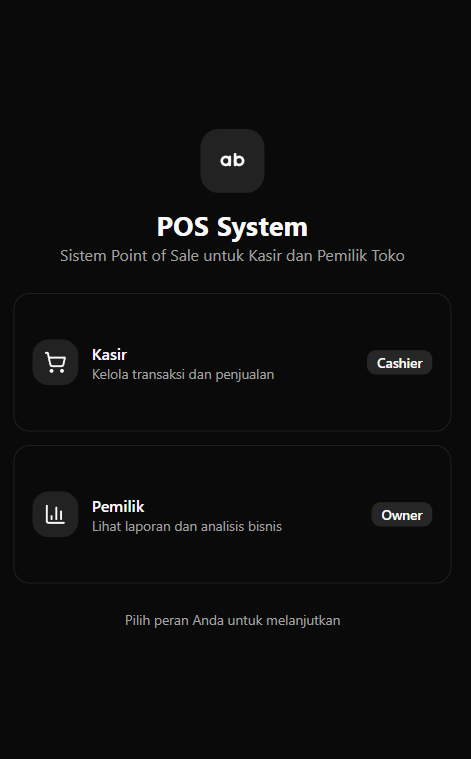 ab
POS System
Sistem Point of Sale untuk Kasir dan Pemilik Toko
Kasir
Kelola transaksi dan penjualan
Cashier
Pemilik
Lihat laporan dan analisis bisnis
Owner
Pilih peran Anda untuk melanjutkan